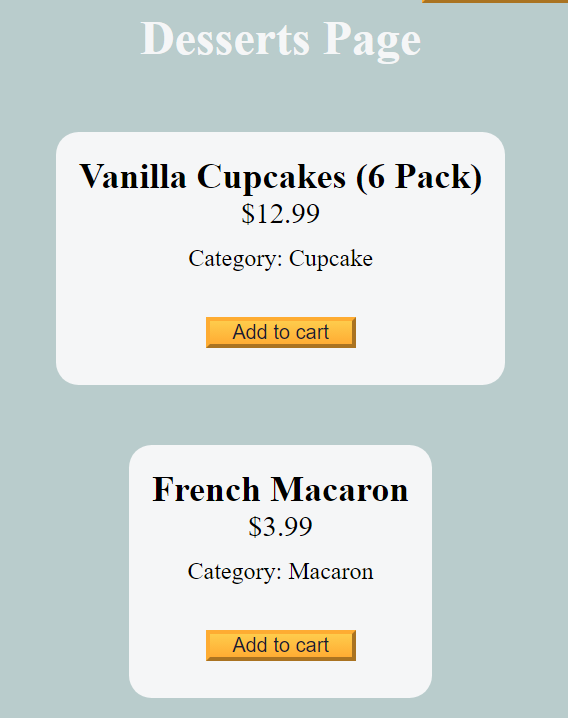 Desserts Page
Vanilla Cupcakes (6 Pack)
$12.99
Category: Cupcake
Add to cart
French Macaron
$3.99
Category: Macaron
Add to cart